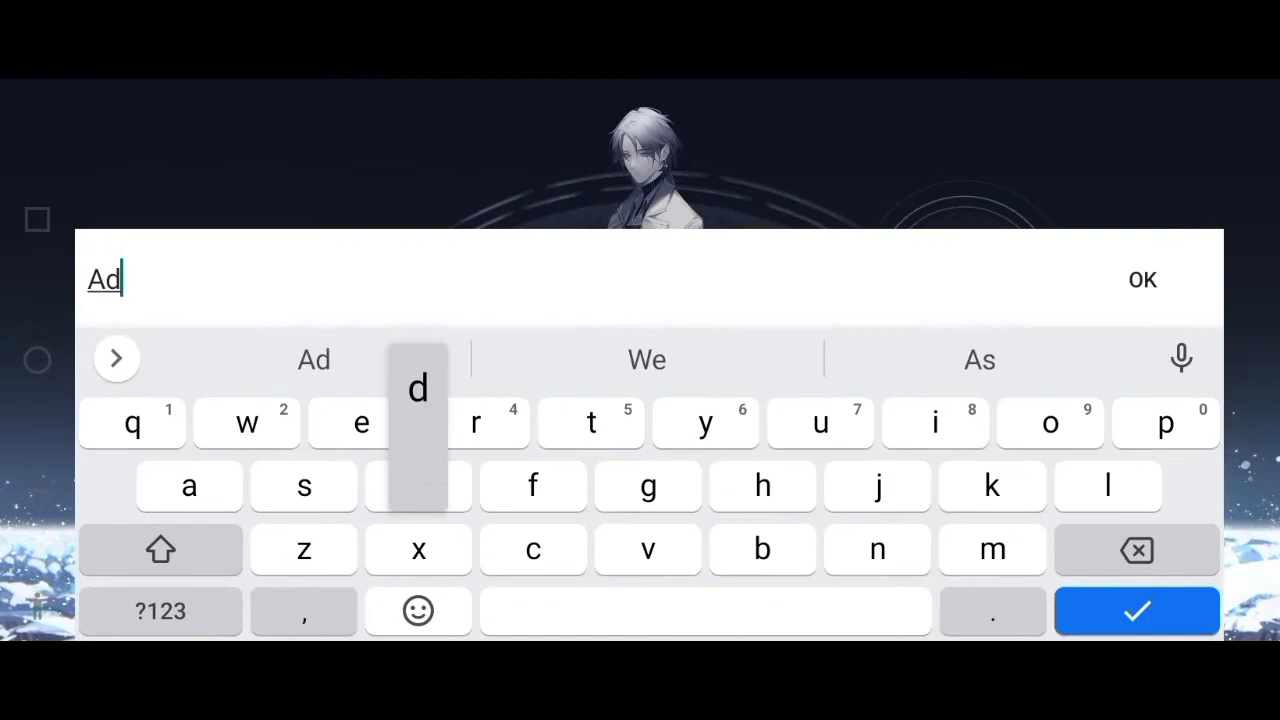 Ad
OK
Ad We As
d
q 1 w 2 e r 4 t 5 y 6 u 7 i 8 o 9 p 0
a s f g h j k l
z x c v b n m
?123 , .